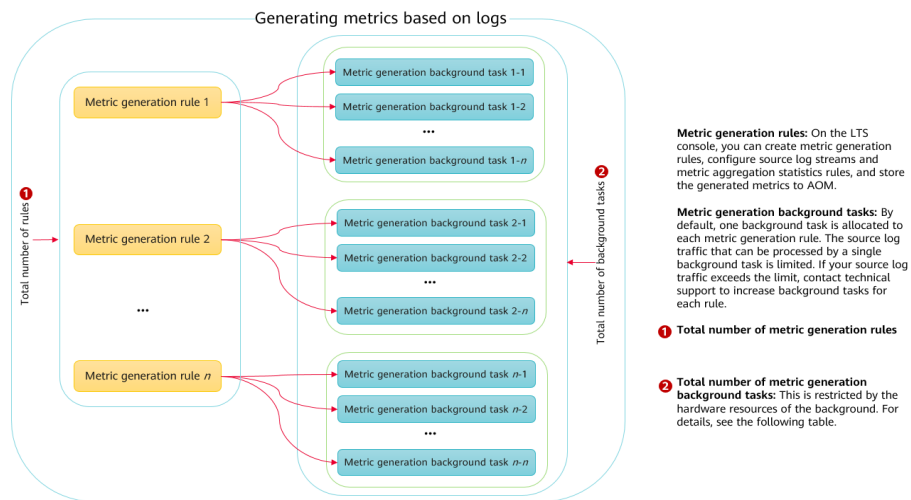 Generating metrics based on logs
Total number of rules 1
Metric generation rule 1
Metric generation rule 2
...
Metric generation rule n
Metric generation background task 1-1
Metric generation background task 1-2
...
Metric generation background task 1-n
Metric generation background task 2-1
Metric generation background task 2-2
...
Metric generation background task 2-n
Metric generation background task n-1
Metric generation background task n-2
...
Metric generation background task n-n
Total number of background tasks 2
Metric generation rules: On the LTS
console, you can create metric generation
rules, configure source log streams and
metric aggregation statistics rules, and store
the generated metrics to AOM.
Metric generation background tasks: By
default, one background task is allocated to
each metric generation rule. The source log
traffic that can be processed by a single
background task is limited. If your source log
traffic exceeds the limit, contact technical
support to increase background tasks for
each rule.
1 Total number of metric generation rules
2 Total number of metric generation
background tasks: This is restricted by the
hardware resources of the background. For
details, see the following table.